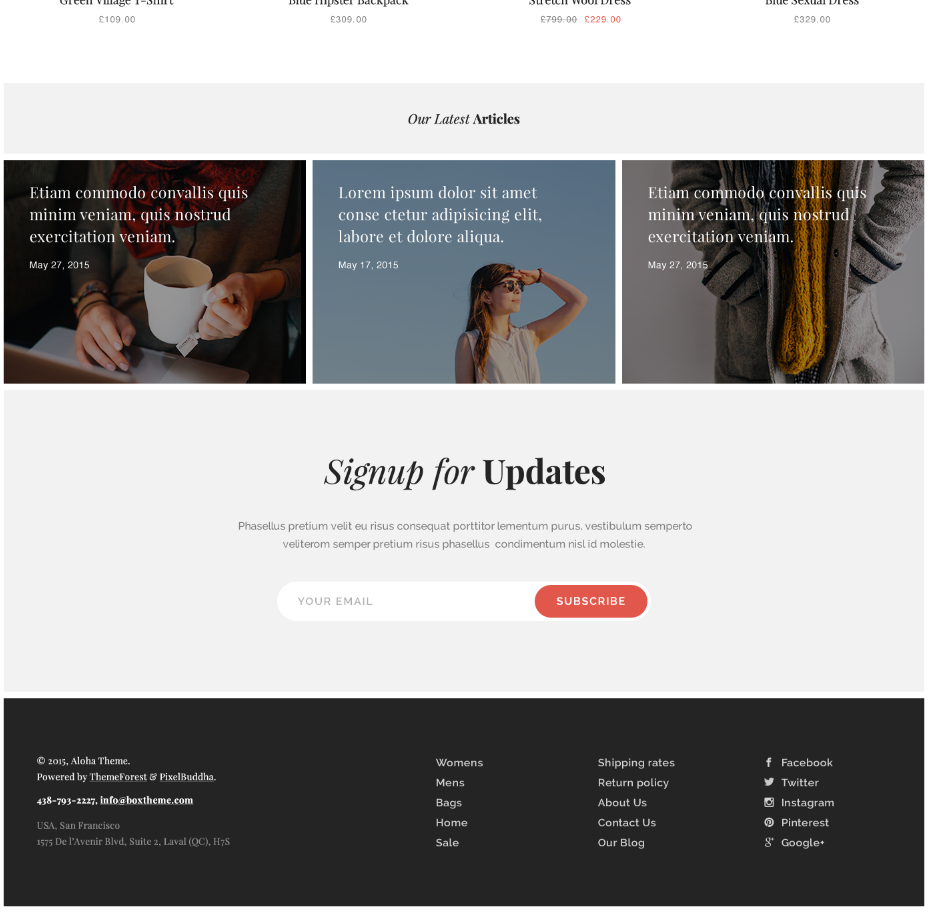 Green Village T-Shirt
Blue Hipster Backpack
Stretch Wool Dress
Blue Sexual Dress
£109.00
£309.00
£799.00 £229.00
£329.00
Our Latest Articles
Etiam commodo convallis quis
minim veniam, quis nostrud
exercitation veniam.
May 27, 2015
Lorem ipsum dolor sit amet
conse ctetur adipisicing elit,
labore et dolore aliqua.
May 17, 2015
Etiam commodo convallis quis
minim veniam, quis nostrud
exercitation veniam.
May 27, 2015
Signup for Updates
Phasellus pretium velit eu risus consequat porttitor lementum purus, vestibulum semperto
veliterom semper pretium risus phasellus condimentum nisl id molestie.
YOUR EMAIL
SUBSCRIBE
© 2015, Aloha Theme.
Powered by ThemeForest & PixelBuddha.
438-793-2227, info@boxtheme.com
USA, San Francisco
1575 De l'Avenir Blvd, Suite 2, Laval (QC), H7S
Womens
Mens
Bags
Home
Sale
Shipping rates
Return policy
About Us
Contact Us
Our Blog
Facebook
Twitter
Instagram
Pinterest
Google+